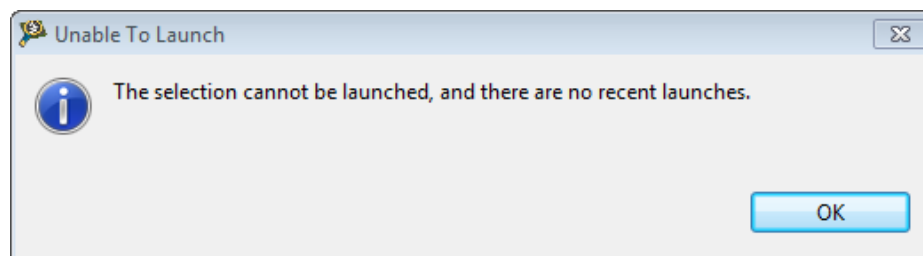 Unable To Launch
The selection cannot be launched, and there are no recent launches.
OK